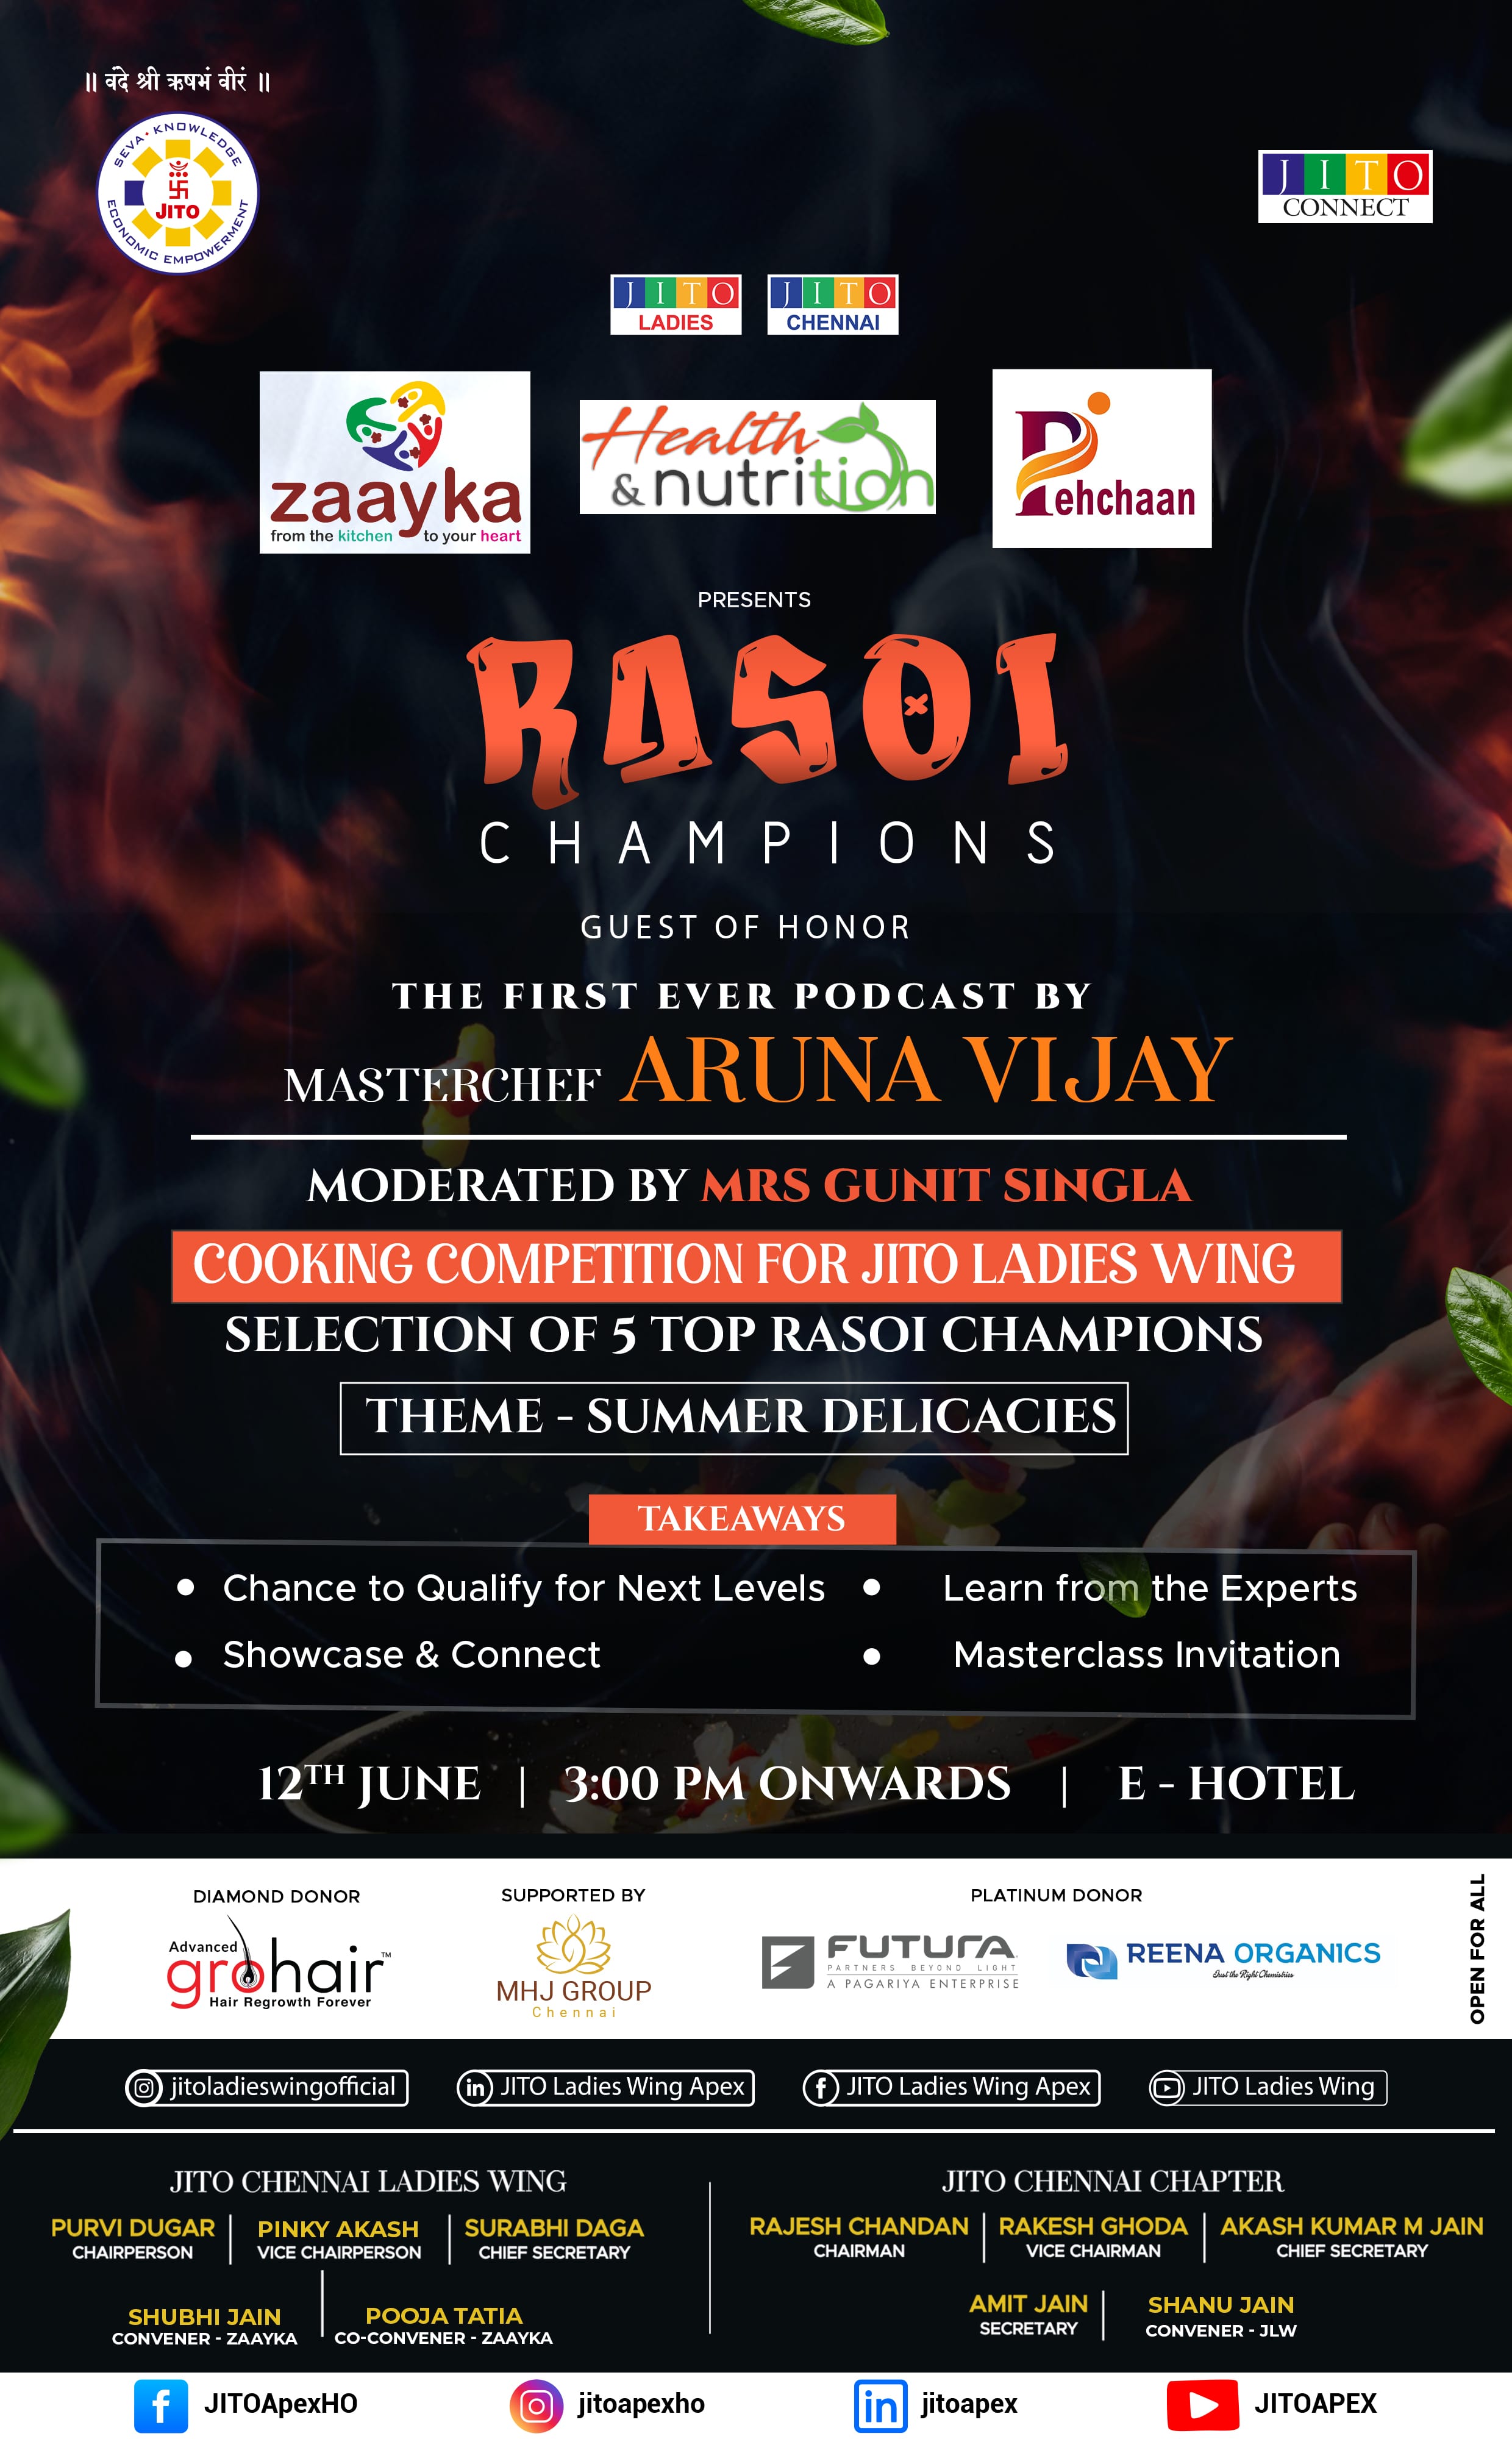 ॥ वंदे श्री ऋषभं वीरं ॥
SEVA • KNOWLEDGE
JITO
ECONOMIC EMPOWERMENT
JITO
CONNECT
JITO
LADIES
JITO
CHENNAI
zaayka
from the kitchen to your heart
Health
& nutrition
Pehchaan
PRESENTS
RASOI
CHAMPIONS
GUEST OF HONOR
THE FIRST EVER PODCAST BY
MASTERCHEF ARUNA VIJAY
MODERATED BY MRS GUNIT SINGLA
COOKING COMPETITION FOR JITO LADIES WING
SELECTION OF 5 TOP RASOI CHAMPIONS
THEME - SUMMER DELICACIES
TAKEAWAYS
• Chance to Qualify for Next Levels • Learn from the Experts
• Showcase & Connect • Masterclass Invitation
12TH JUNE | 3:00 PM ONWARDS | E - HOTEL
DIAMOND DONOR
Advanced
grohair™
Hair Regrowth Forever
SUPPORTED BY
MHJ GROUP
Chennai
PLATINUM DONOR
FUTURA
PARTNERS BEYOND LIGHT
A PAGARIYA ENTERPRISE
REENA ORGANICS
Just the Right Chemistries
OPEN FOR ALL
jitoladieswingofficial
in JITO Ladies Wing Apex
f JITO Ladies Wing Apex
JITO Ladies Wing
JITO CHENNAI LADIES WING
PURVI DUGAR
CHAIRPERSON
PINKY AKASH
VICE CHAIRPERSON
SURABHI DAGA
CHIEF SECRETARY
SHUBHI JAIN
CONVENER - ZAAYKA
POOJA TATIA
CO-CONVENER - ZAAYKA
JITO CHENNAI CHAPTER
RAJESH CHANDAN
CHAIRMAN
RAKESH GHODA
VICE CHAIRMAN
AKASH KUMAR M JAIN
CHIEF SECRETARY
AMIT JAIN
SECRETARY
SHANU JAIN
CONVENER - JLW
f JITOApexHO
jitoapexho
in jitoapex
JITOAPEX